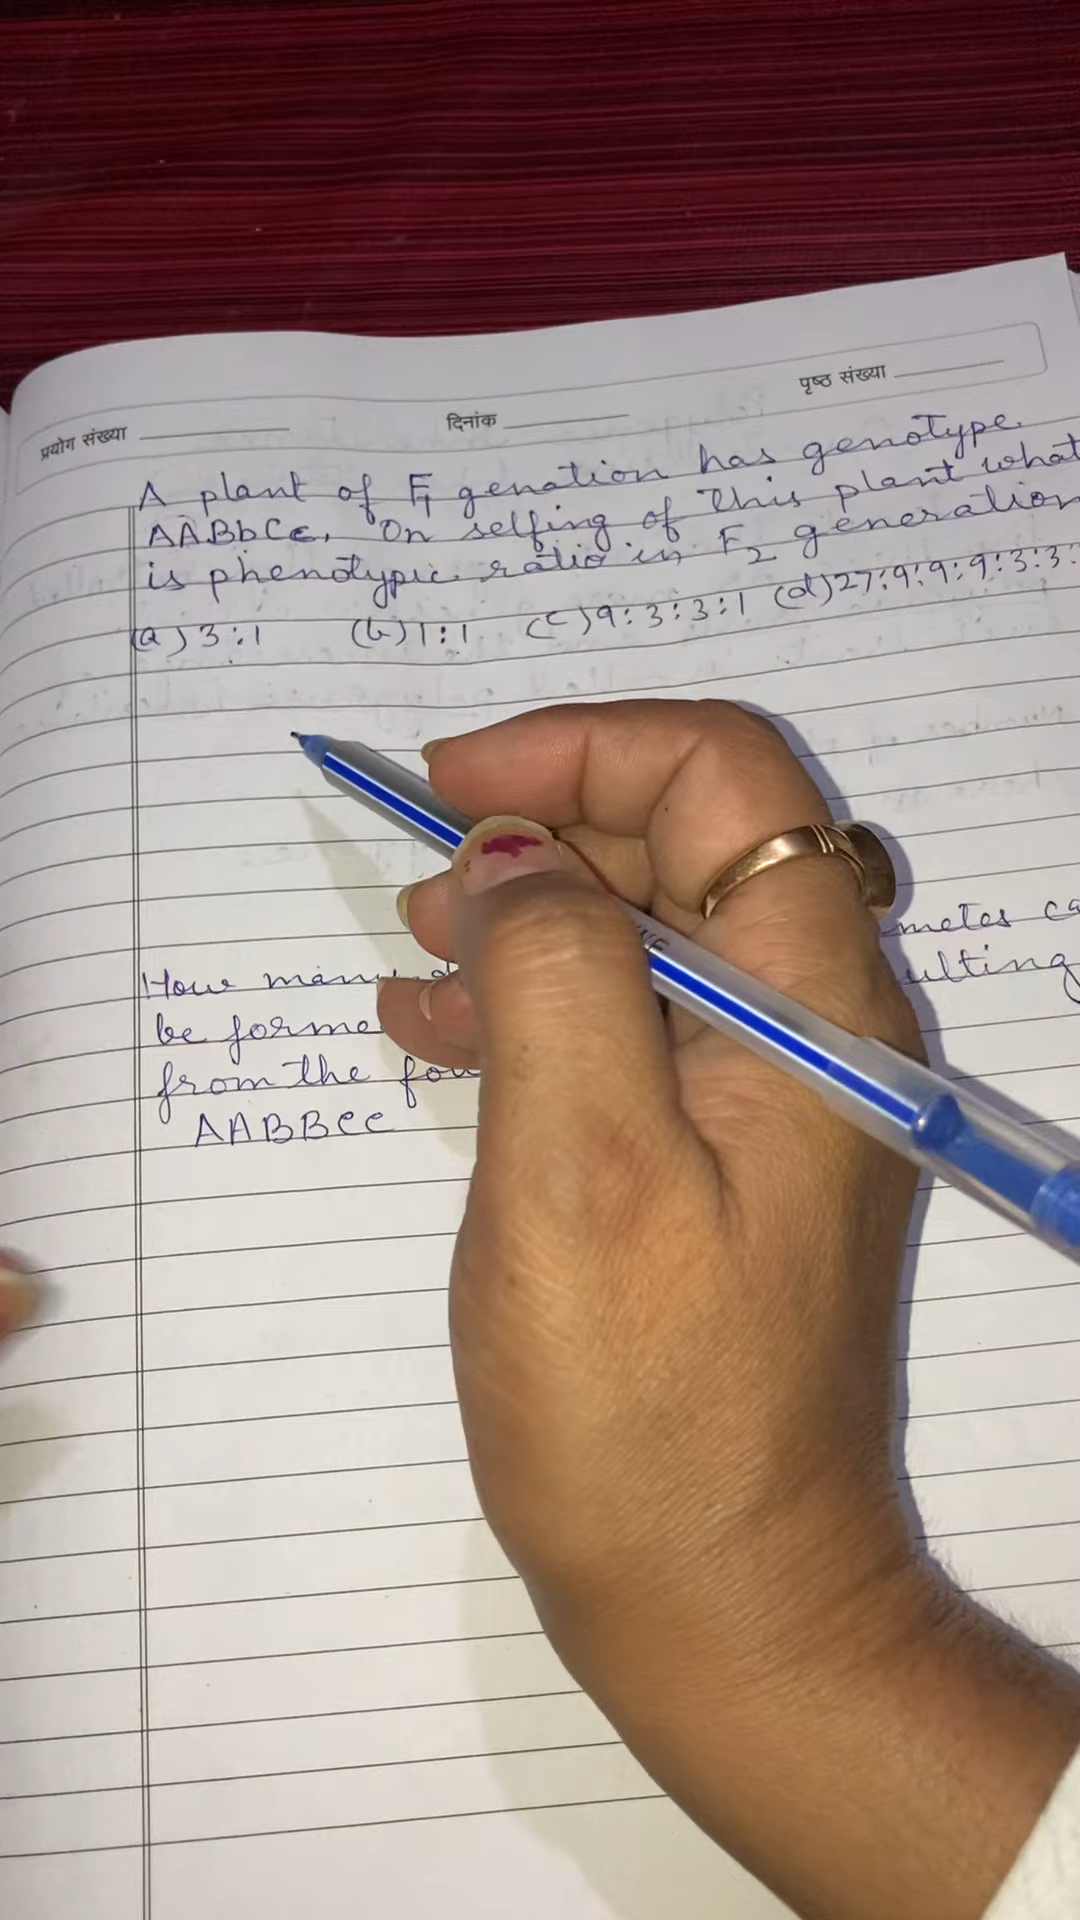 पृष्ठ संख्या
दिनांक
प्रयोग संख्या
A plant of F1 genation has genotype.
AABbCc, On selfing of this plant what
is phenotypic ratio in F2 generation
(a) 3:1 (b) 1:1 (c) 9:3:3:1 (d) 27:9:9:9:3:3:
How many
be forme
from the fou
AABBCC
metes ca
ulting